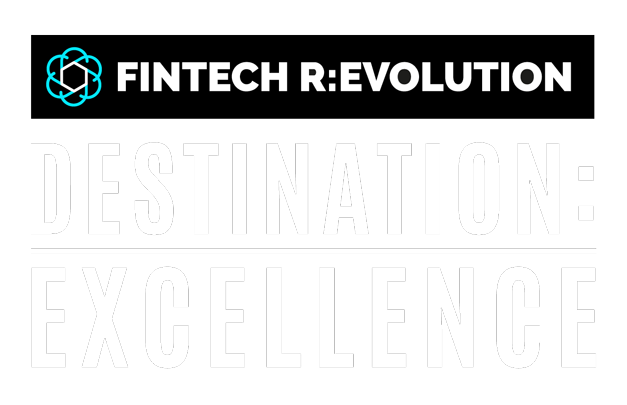 FINTECH R:EVOLUTION
DESTINATION:
EXCELLENCE